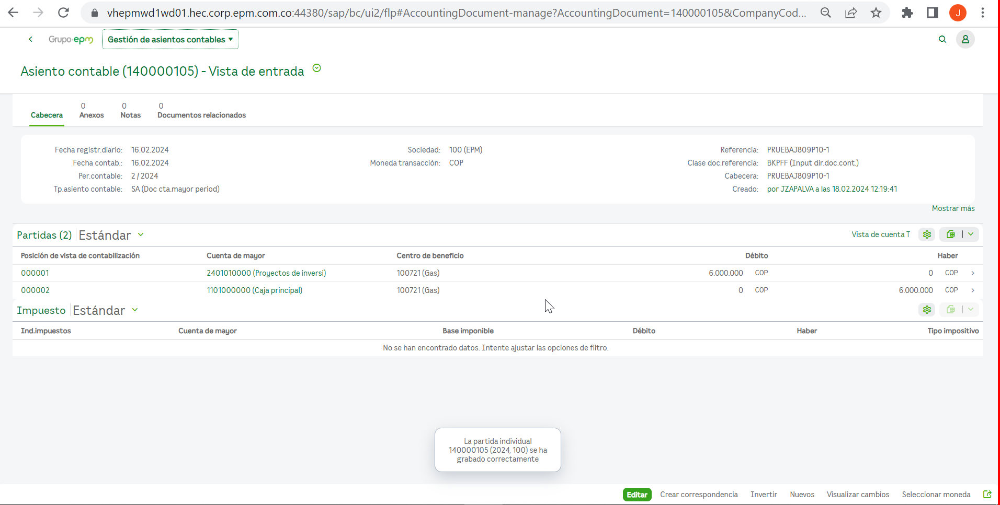 vhepmwd1wd01.hec.corp.epm.com.co:44380/sap/bc/ui2/flp#AccountingDocument-manage?AccountingDocument=140000105&CompanyCod...
J
Grupo·epm
Gestión de asientos contables
Asiento contable (140000105) - Vista de entrada
Cabecera
0
Anexos
0
Notas
0
Documentos relacionados
Fecha registr.diario: 16.02.2024
Fecha contab.: 16.02.2024
Per.contable: 2 / 2024
Tp.asiento contable: SA (Doc cta.mayor period)
Sociedad: 100 (EPM)
Moneda transacción: COP
Referencia: PRUEBAJ809P10-1
Clase doc.referencia: BKPFF (Input dir.doc.cont.)
Cabecera: PRUEBAJ809P10-1
Creado: por JZAPALVA a las 18.02.2024 12:19:41
Mostrar más
Partidas (2) Estándar Vista de cuenta T
Posición de vista de contabilización Cuenta de mayor Centro de beneficio Débito Haber
000001 2401010000 (Proyectos de inversi) 100721 (Gas) 6.000.000 COP 0 COP
000002 1101000000 (Caja principal) 100721 (Gas) 0 COP 6.000.000 COP
Impuesto Estándar
Ind.impuestos Cuenta de mayor Base imponible Débito Haber Tipo impositivo
No se han encontrado datos. Intente ajustar las opciones de filtro.
La partida individual
140000105 (2024, 100) se ha
grabado correctamente
Editar Crear correspondencia Invertir Nuevos Visualizar cambios Seleccionar moneda